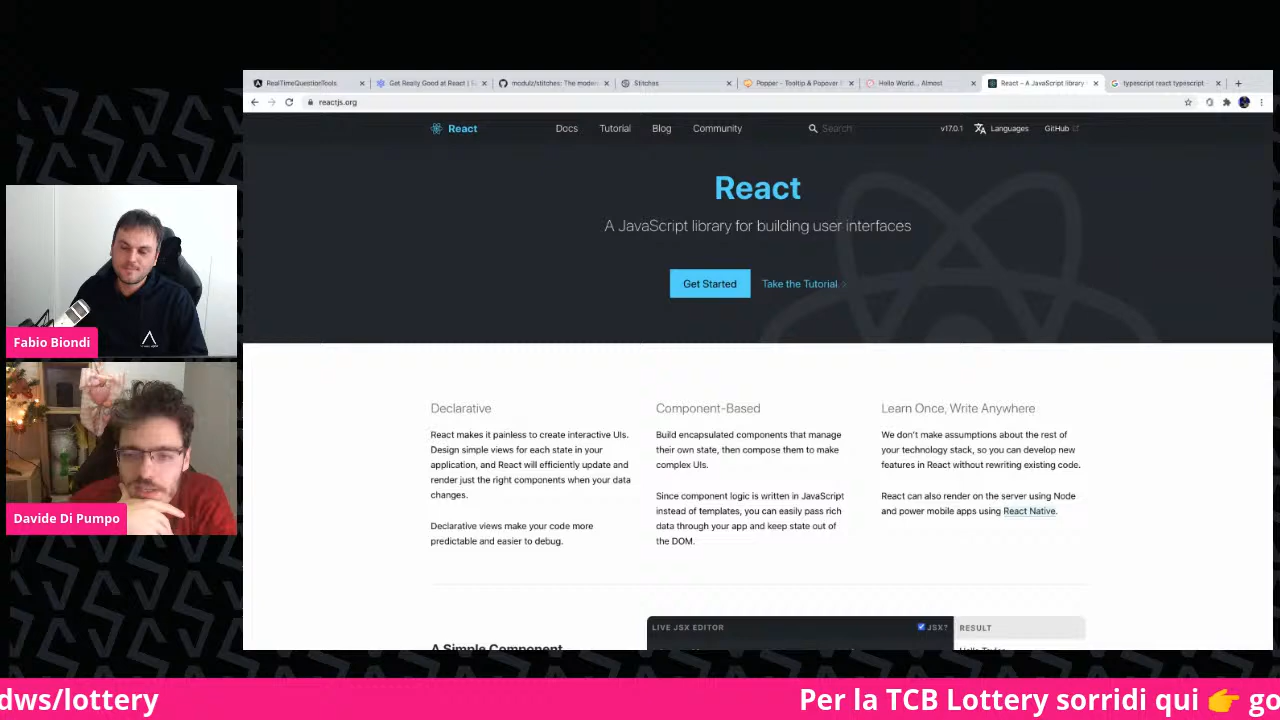 RealTimeQuestionTools
Get Really Good at React |
modulz/stitches: The moder
Stitches
Popper - Tooltip & Popover
Hello World... Almost
React – A JavaScript library
typescript react typescript
reactjs.org
React
Docs
Tutorial
Blog
Community
Search
v17.0.1
Languages
GitHub
React
A JavaScript library for building user interfaces
Get Started
Take the Tutorial
Fabio Biondi
Davide Di Pumpo
Declarative
React makes it painless to create interactive UIs.
Design simple views for each state in your
application, and React will efficiently update and
render just the right components when your data
changes.
Declarative views make your code more
predictable and easier to debug.
Component-Based
Build encapsulated components that manage
their own state, then compose them to make
complex UIs.
Since component logic is written in JavaScript
instead of templates, you can easily pass rich
data through your app and keep state out of
the DOM.
Learn Once, Write Anywhere
We don't make assumptions about the rest of
your technology stack, so you can develop new
features in React without rewriting existing code.
React can also render on the server using Node
and power mobile apps using React Native.
A Simple Component
LIVE JSX EDITOR
JSX?
RESULT
Hello Taylor
dws/lottery
Per la TCB Lottery sorridi qui 👉 go